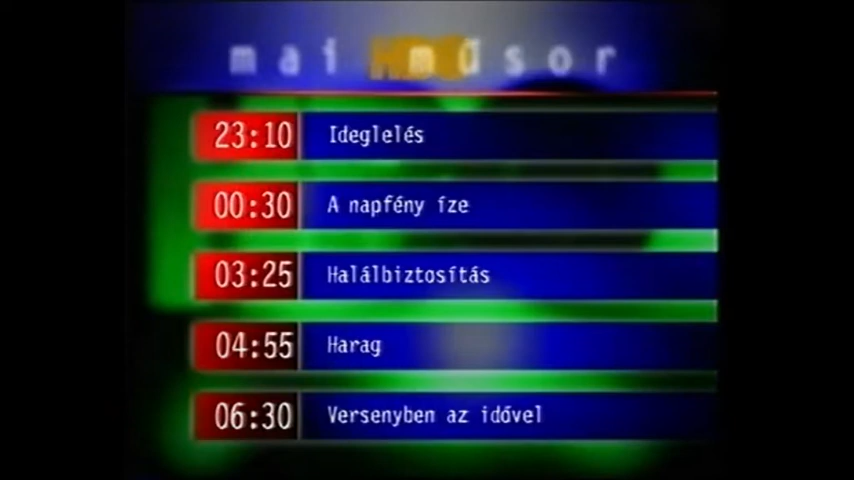 mai műsor
23:10 Ideglelés
00:30 A napfény íze
03:25 Halálbiztosítás
04:55 Harag
06:30 Versenyben az idővel